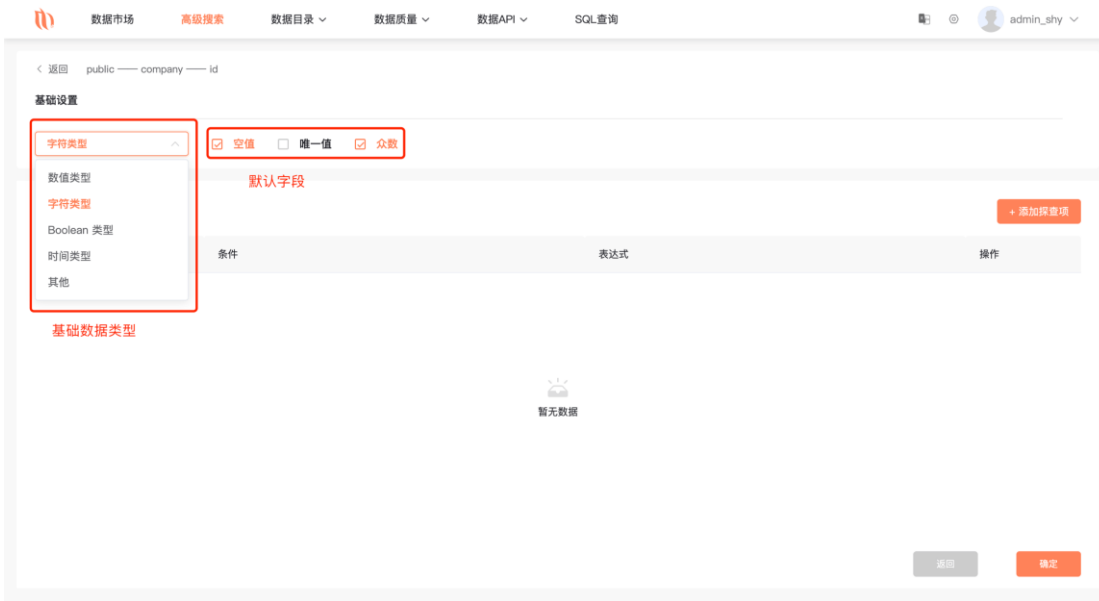 数据市场 高级搜索 数据目录 数据质量 数据API SQL查询 admin_shy
返回 public —— company —— id
基础设置
字符类型 空值 唯一值 众数
数值类型
默认字段
字符类型
+ 添加探查项
Boolean 类型
时间类型 条件 表达式 操作
其他
基础数据类型
暂无数据
返回 确定